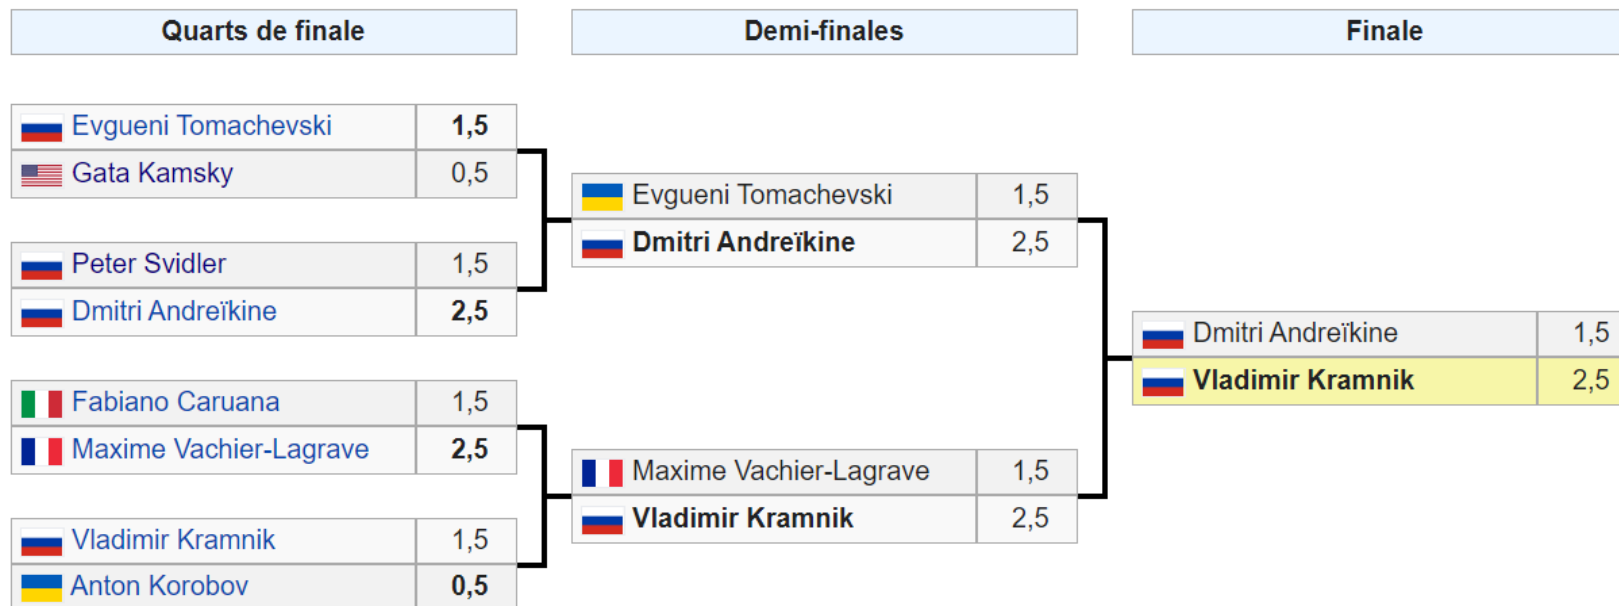 Quarts de finale Demi-finales Finale
Evgueni Tomachevski 1,5
Gata Kamsky 0,5
Evgueni Tomachevski 1,5
Dmitri Andreïkine 2,5
Peter Svidler 1,5
Dmitri Andreïkine 2,5
Dmitri Andreïkine 1,5
Vladimir Kramnik 2,5
Fabiano Caruana 1,5
Maxime Vachier-Lagrave 2,5
Maxime Vachier-Lagrave 1,5
Vladimir Kramnik 2,5
Vladimir Kramnik 1,5
Anton Korobov 0,5